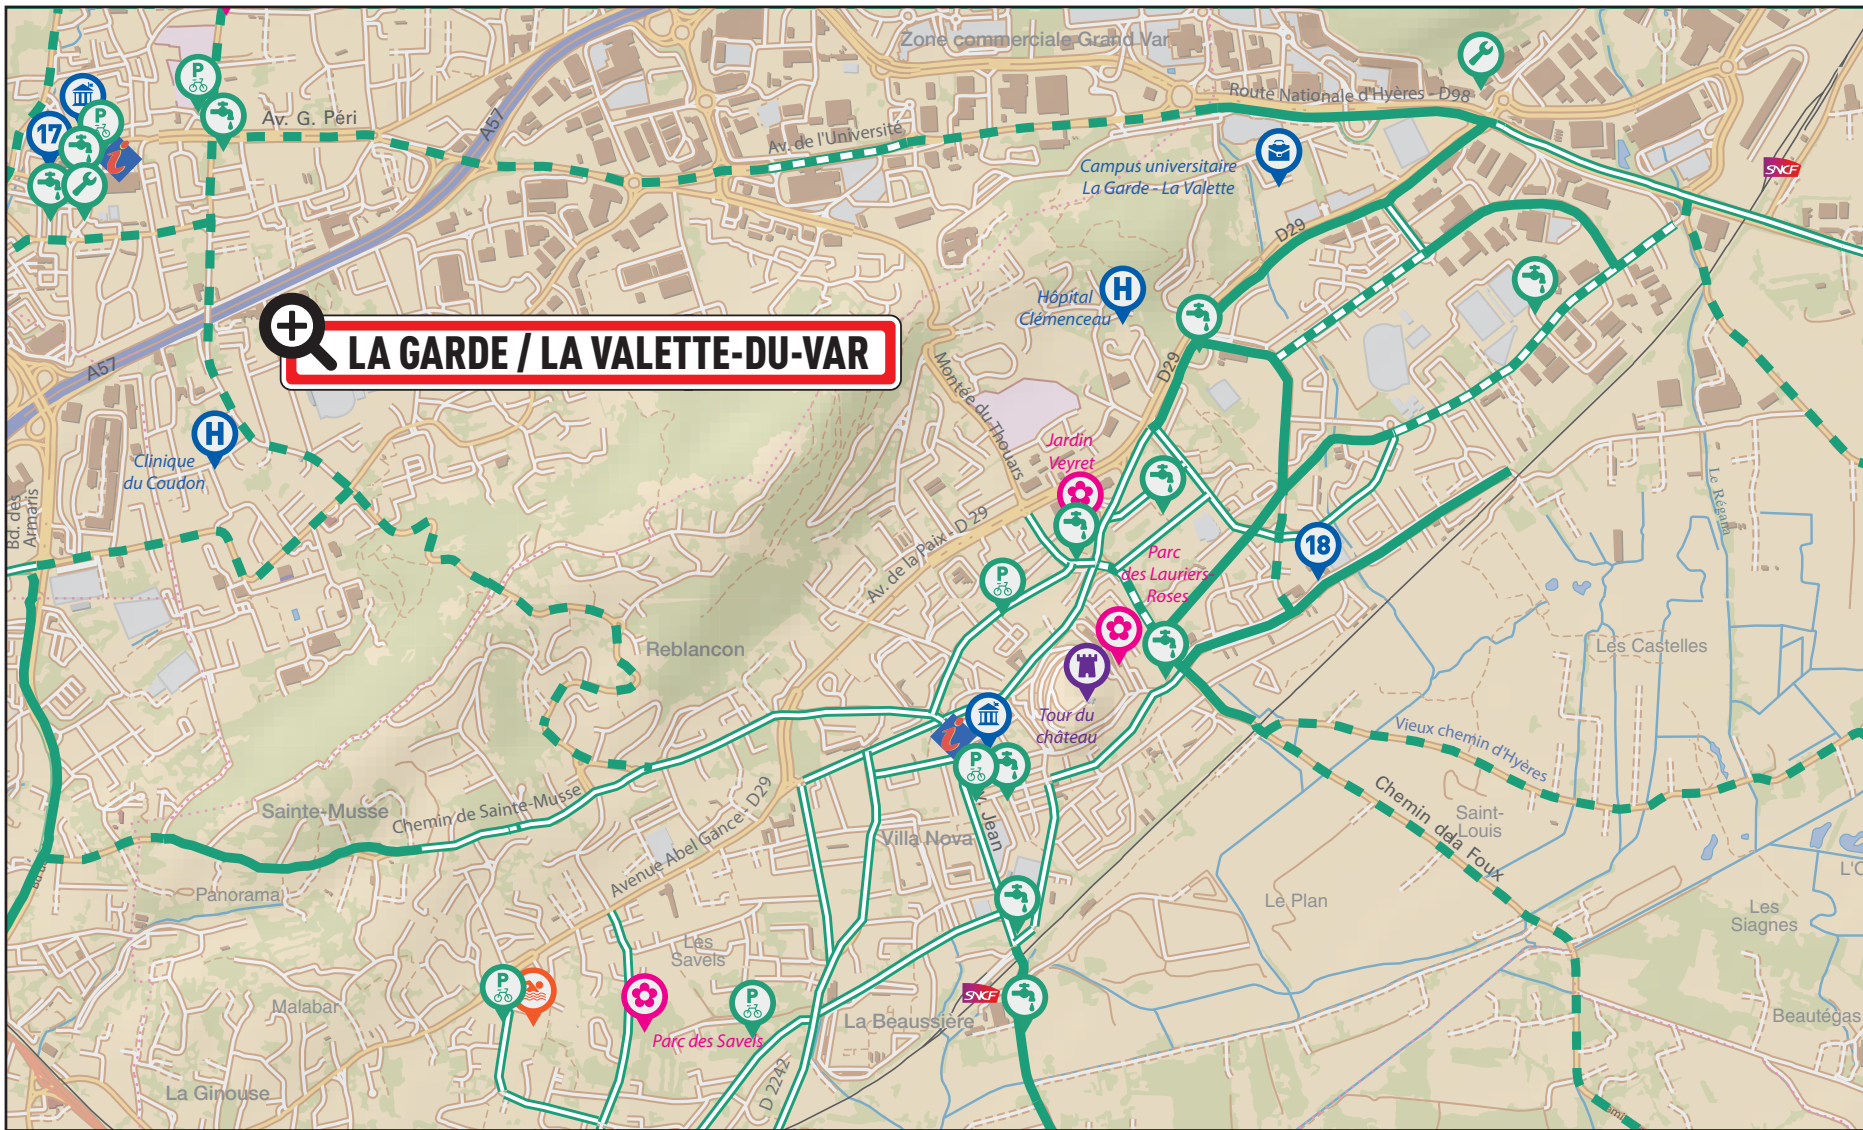 Zone commerciale Grand Var
Route Nationale d'Hyères - D98
P
17
P
i
Av. G. Péri
A57
Av. de l'Université
Campus universitaire
La Garde - La Valette
SNCF
D29
H
Hôpital
Clémenceau
LA GARDE / LA VALETTE-DU-VAR
A57
D29
Montée du Thouars
H
Clinique
du Coudon
Jardin
Veyret
Bd. des
Armaris
Av. de la Paix - D 29
Le Régana
18
Parc
des Lauriers-
Roses
P
Reblancon
Les Castelles
Tour du
château
i
P
Vieux chemin d'Hyères
Chemin de la Foux
Sainte-Musse
Chemin de Sainte-Musse
Avenue Abel Gance - D29
Villa Nova
Jean
Saint-
Louis
Panorama
Le Plan
Les
Siagnes
Les
Savels
P
Malabar
P
SNCF
La Beaussière
Parc des Savels
Beautégas
La Ginouse
D 2242